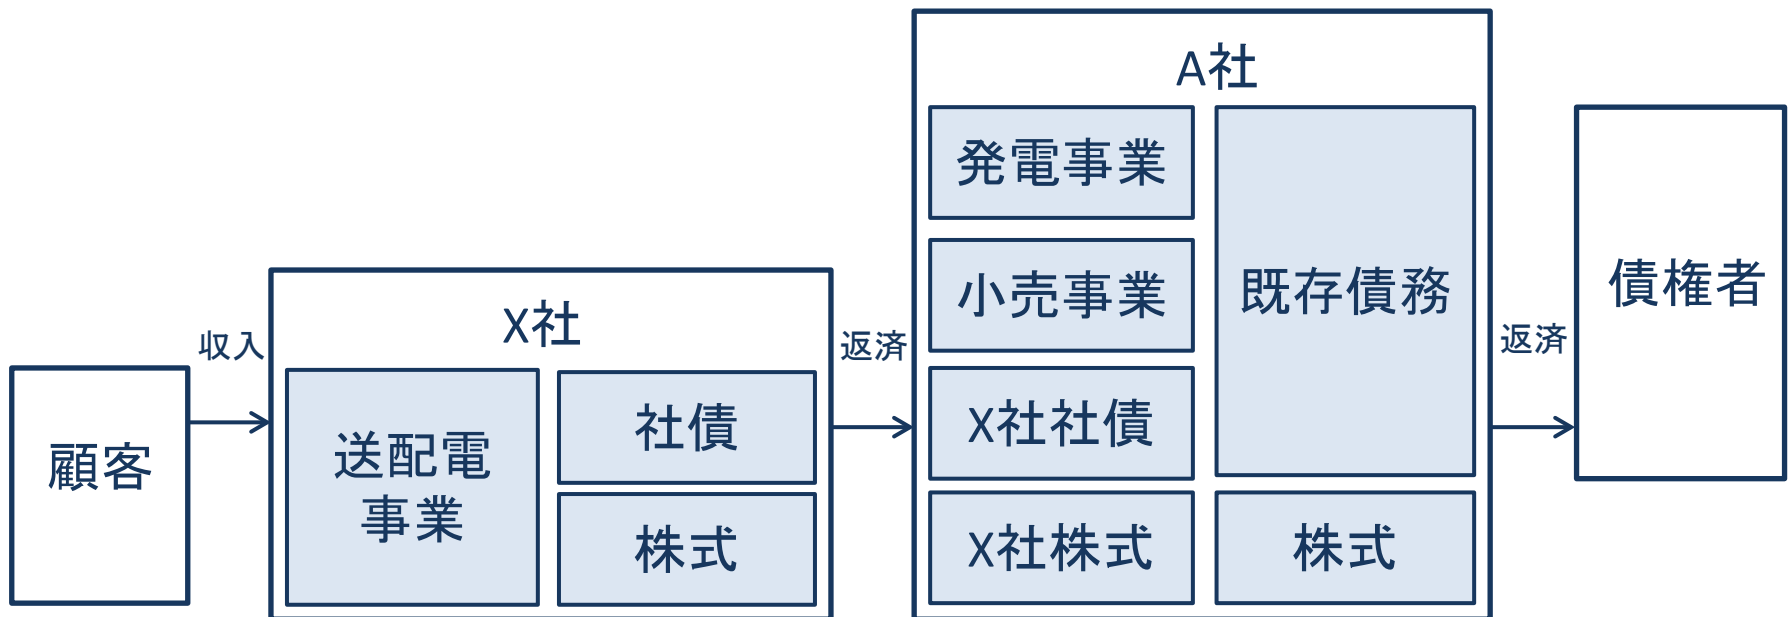 顧客
収入
X社
送配電
事業
社債
株式
返済
A社
発電事業
小売事業
X社社債
X社株式
既存債務
株式
返済
債権者